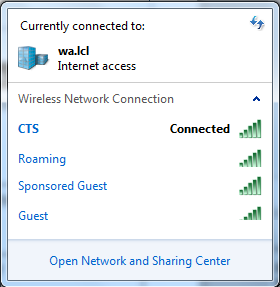 Currently connected to:
wa.lcl
Internet access
Wireless Network Connection
CTS Connected
Roaming
Sponsored Guest
Guest
Open Network and Sharing Center